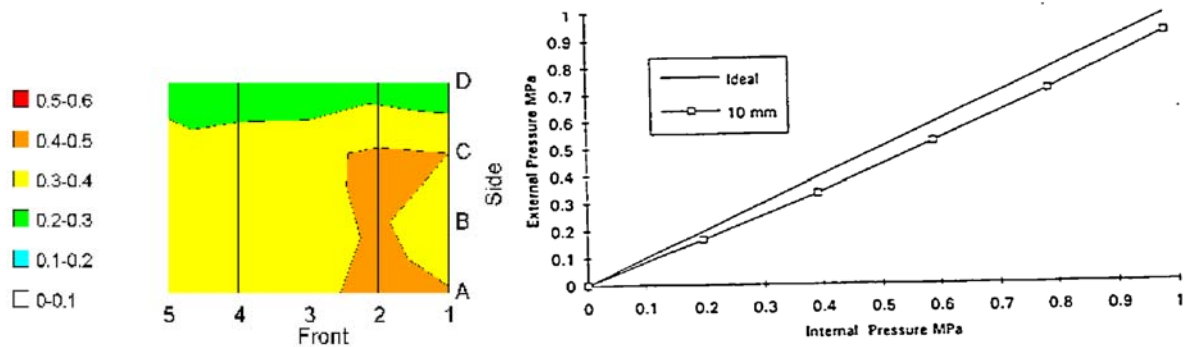 0.5-0.6
0.4-0.5
0.3-0.4
0.2-0.3
0.1-0.2
0-0.1
D
C
B
A
Side
5 4 3 2 1
Front
1
0.9
0.8
0.7
0.6
0.5
0.4
0.3
0.2
0.1
0
External Pressure MPa
Ideal
10 mm
0 0.1 0.2 0.3 0.4 0.5 0.6 0.7 0.8 0.9 1
Internal Pressure MPa